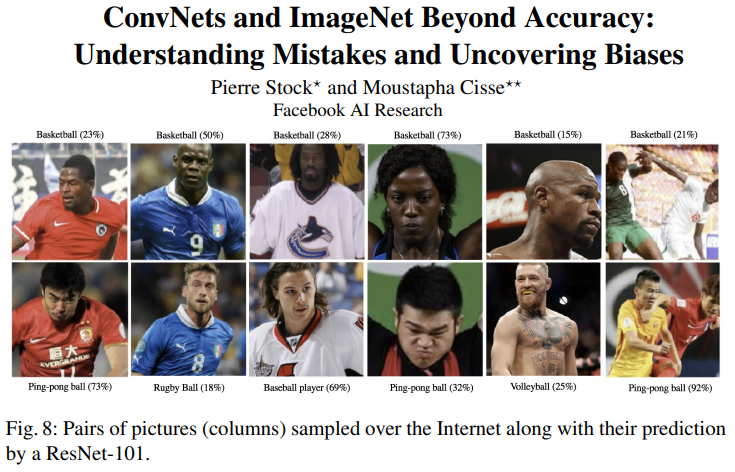 ConvNets and ImageNet Beyond Accuracy:
Understanding Mistakes and Uncovering Biases
Pierre Stock⋆ and Moustapha Cisse⋆⋆
Facebook AI Research
Basketball (23%) Basketball (50%) Basketball (28%) Basketball (73%) Basketball (15%) Basketball (21%)
9
8
恒大
EVERGRANDE
8
Ping-pong ball (73%) Rugby Ball (18%) Baseball player (69%) Ping-pong ball (32%) Volleyball (25%) Ping-pong ball (92%)
Fig. 8: Pairs of pictures (columns) sampled over the Internet along with their prediction
by a ResNet-101.